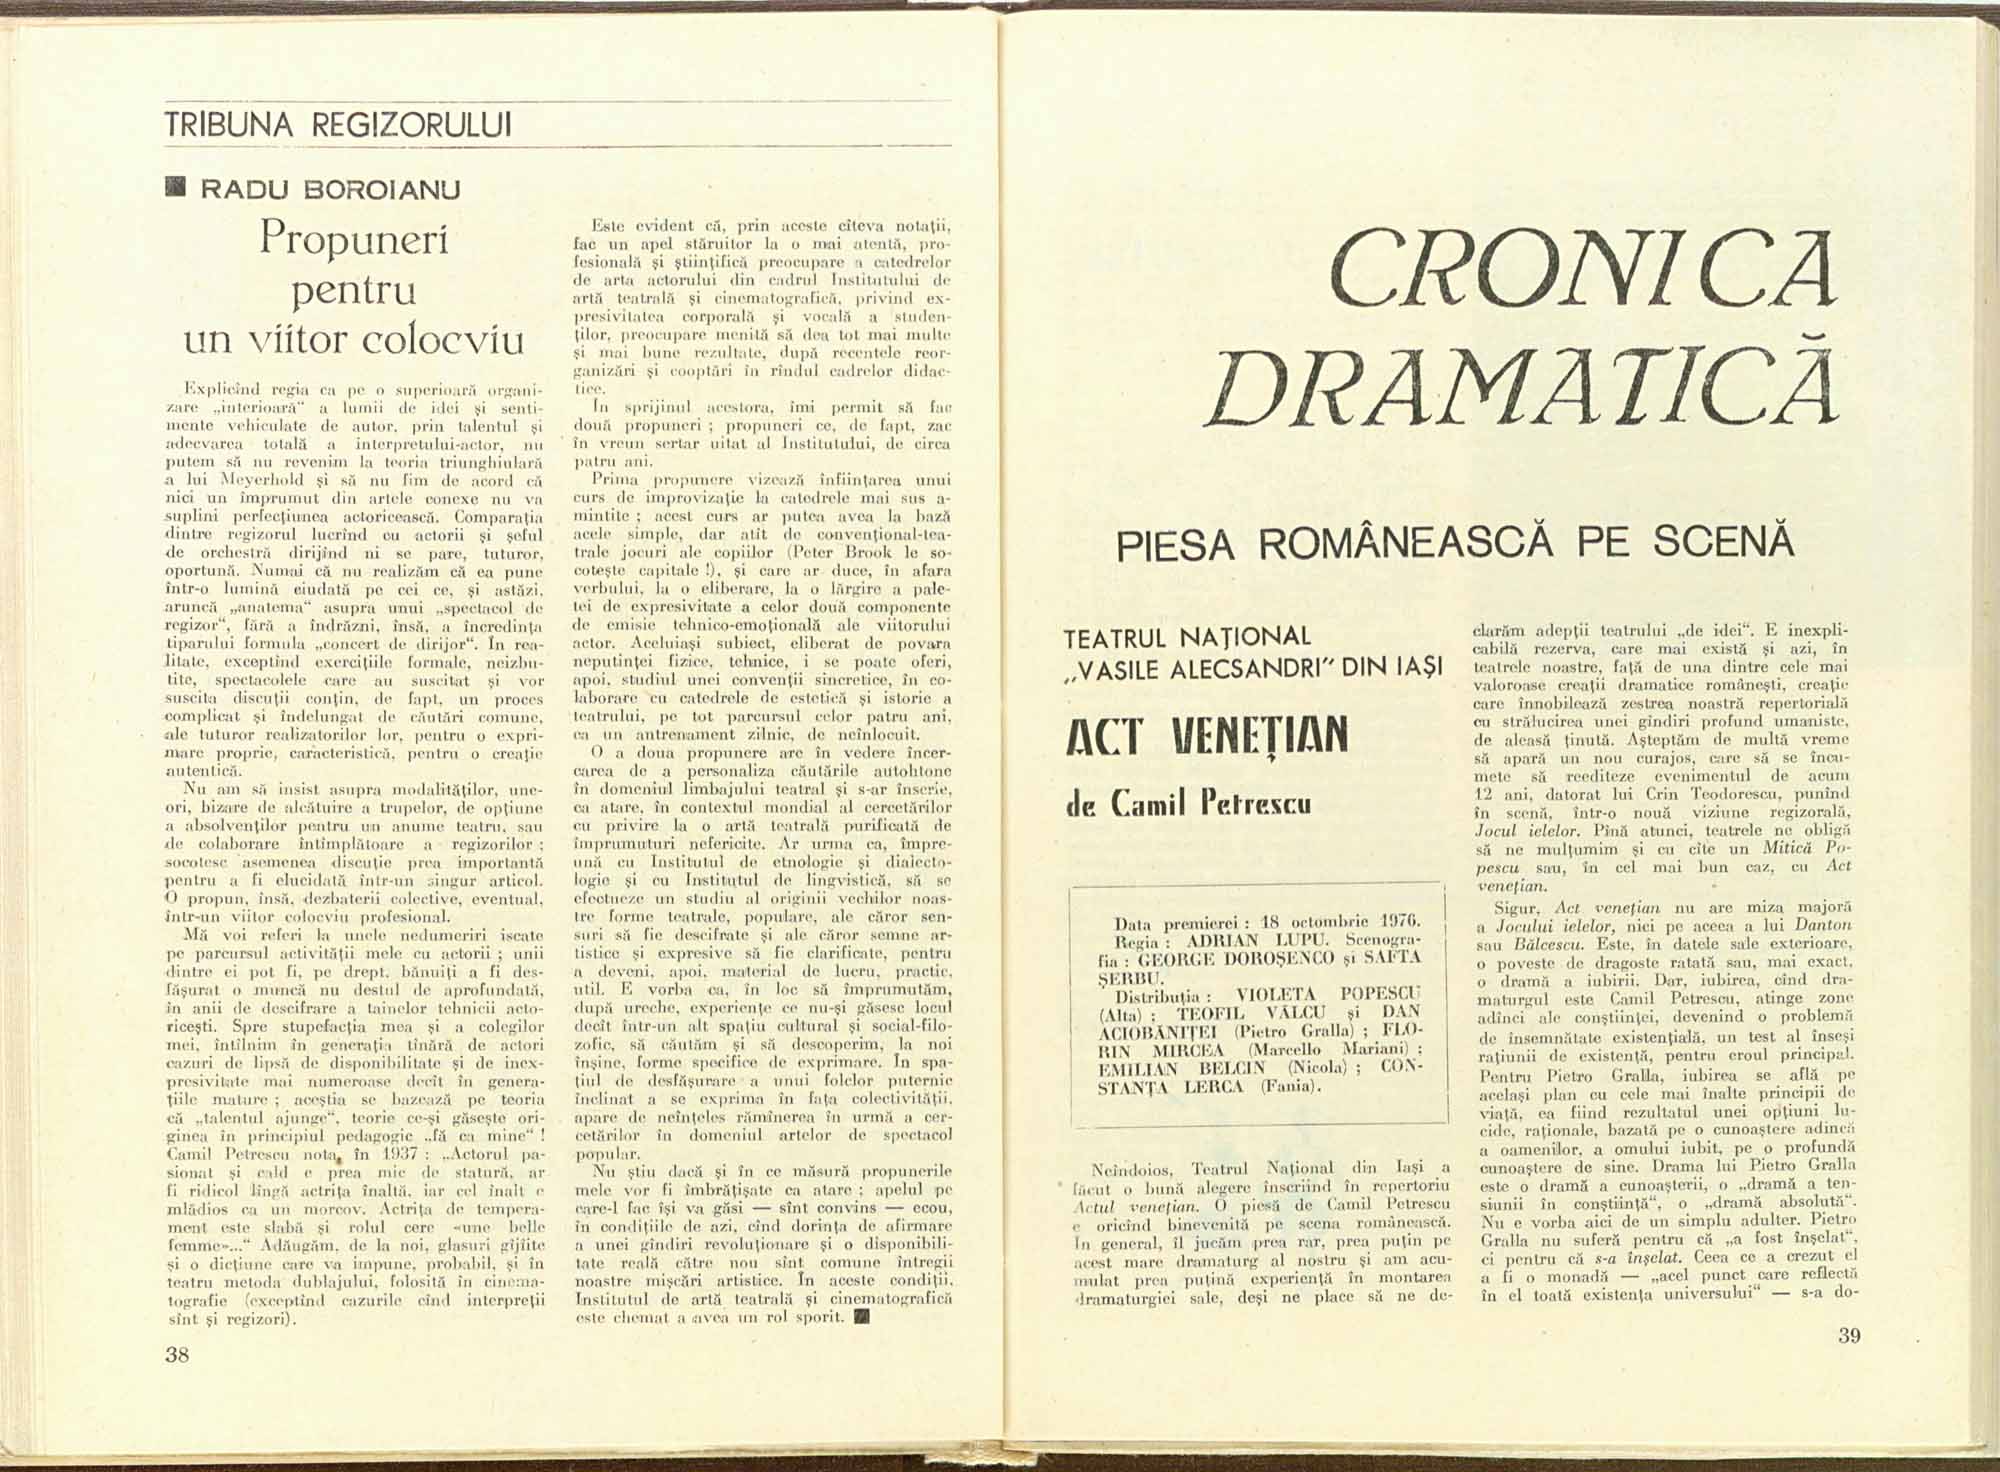 TRIBUNA REGIZORULUI
RADU BOROIANU
Propuneri
pentru
un viitor colocviu
Explicînd regia ca pe o superioară organi-
zare „interioară“ a lumii de idei și senti-
mente vehiculate de autor, prin talentul și
adecvarea totală a interpretului-actor, nu
putem să nu revenim la teoria triunghiulară
a lui Meyerhold și să nu fim de acord că
nici un împrumut din artele conexe nu va
suplini perfecțiunea actoricească. Comparația
dintre regizorul lucrînd cu actorii și șeful
de orchestră dirijînd ni se pare, tuturor,
oportună. Numai că nu realizăm că ea pune
într-o lumină ciudată pe cei ce, și astăzi,
aruncă „anatema“ asupra unui „spectacol de
regizor“, fără a îndrăzni, însă, a încredința
tiparului formula „concert de dirijor“. În rea-
litate, exceptînd exercițiile formale, neizbu-
tite, spectacolele care au suscitat și vor
suscita discuții conțin, de fapt, un proces
complicat și îndelungat de căutări comune,
ale tuturor realizatorilor lor, pentru o expri-
mare proprie, caracteristică, pentru o creație
autentică.
Nu am să insist asupra modalităților, une-
ori, bizare de alcătuire a trupelor, de opțiune
a absolvenților pentru un anume teatru, sau
de colaborare întîmplătoare a regizorilor ;
socotesc asemenea discuție prea importantă
pentru a fi elucidată într-un singur articol.
O propun, însă, dezbaterii colective, eventual,
într-un viitor colocviu profesional.
Mă voi referi la unele nedumeriri iscate
pe parcursul activității mele cu actorii ; unii
dintre ei pot fi, pe drept, bănuiți a fi des-
fășurat o muncă nu destul de aprofundată,
în anii de descifrare a tainelor tehnicii acto-
ricești. Spre stupefacția mea și a colegilor
mei, întîlnim în generația tînără de actori
cazuri de lipsă de disponibilitate și de inex-
presivitate mai numeroase decît în genera-
țiile mature ; aceștia se bazează pe teoria
că „talentul ajunge“, teorie ce-și găsește ori-
ginea în principiul pedagogic „fă ca mine“ !
Camil Petrescu nota, în 1937 : „Actorul pa-
sionat și cald e prea mic de statură, ar
fi ridicol lîngă actrița înaltă, iar cel înalt e
mlădios ca un morcov. Actrița de tempera-
ment este slabă și rolul cere «une belle
femme»...“ Adăugăm, de la noi, glasuri gîjîite
și o dicțiune care va impune, probabil, și în
teatru metoda dublajului, folosită în cinema-
tografie (exceptînd cazurile cînd interpreții
sînt și regizori).
38
Este evident că, prin aceste cîteva notații,
fac un apel stăruitor la o mai atentă, pro-
fesională și științifică preocupare a catedrelor
de arta actorului din cadrul Institutului de
artă teatrală și cinematografică, privind ex-
presivitatea corporală și vocală a studen-
ților, preocupare menită să dea tot mai multe
și mai bune rezultate, după recentele reor-
ganizări și cooptări în rîndul cadrelor didac-
tice.
În sprijinul acestora, îmi permit să fac
două propuneri ; propuneri ce, de fapt, zac
în vreun sertar uitat al Institutului, de circa
patru ani.
Prima propunere vizează înființarea unui
curs de improvizație la catedrele mai sus a-
mintite ; acest curs ar putea avea la bază
acele simple, dar atît de convențional-tea-
trale jocuri ale copiilor (Peter Brook le so-
cotește capitale !), și care ar duce, în afara
verbului, la o eliberare, la o lărgire a pale-
tei de expresivitate a celor două componente
de emisie tehnico-emoțională ale viitorului
actor. Aceluiași subiect, eliberat de povara
neputinței fizice, tehnice, i se poate oferi,
apoi, studiul unei convenții sincretice, în co-
laborare cu catedrele de estetică și istorie a
teatrului, pe tot parcursul celor patru ani,
ca un antrenament zilnic, de neînlocuit.
O a doua propunere are în vedere încer-
carea de a personaliza căutările autohtone
în domeniul limbajului teatral și s-ar înscrie,
ca atare, în contextul mondial al cercetărilor
cu privire la o artă teatrală purificată de
împrumuturi nefericite. Ar urma ca, împre-
ună cu Institutul de etnologie și dialecto-
logie și cu Institutul de lingvistică, să se
efectueze un studiu al originii vechilor noas-
tre forme teatrale, populare, ale căror sen-
suri să fie descifrate și ale căror semne ar-
tistice și expresive să fie clarificate, pentru
a deveni, apoi, material de lucru, practic,
util. E vorba ca, în loc să împrumutăm,
după ureche, experiențe ce nu-și găsesc locul
decît într-un alt spațiu cultural și social-filo-
zofic, să căutăm și să descoperim, la noi
înșine, forme specifice de exprimare. În spa-
țiul de desfășurare a unui folclor puternic
înclinat a se exprima în fața colectivității,
apare de neînțeles rămînerea în urmă a cer-
cetărilor în domeniul artelor de spectacol
popular.
Nu știu dacă și în ce măsură propunerile
mele vor fi îmbrățișate ca atare ; apelul pe
care-l fac își va găsi — sînt convins — ecou,
în condițiile de azi, cînd dorința de afirmare
a unei gîndiri revoluționare și o disponibili-
tate reală către nou sînt comune întregii
noastre mișcări artistice. În aceste condiții,
Institutul de artă teatrală și cinematografică
este chemat a avea un rol sporit.
CRONICA
DRAMATICĂ
PIESA ROMÂNEASCĂ PE SCENĂ
TEATRUL NAȚIONAL
„VASILE ALECSANDRI” DIN IAȘI
ACT VENEȚIAN
de Camil Petrescu
Data premierei : 18 octombrie 1976.
Regia : ADRIAN LUPU. Scenogra-
fia : GEORGE DOROȘENCO și SAFTA
ȘERBU.
Distribuția : VIOLETA POPESCU
(Alta) ; TEOFIL VÂLCU și DAN
ACIOBĂNIȚEI (Pietro Gralla) ; FLO-
RIN MIRCEA (Marcello Mariani) ;
EMILIAN BELCIN (Nicola) ; CON-
STANȚA LERCA (Fania).
Neîndoios, Teatrul Național din Iași a
făcut o bună alegere înscriind în repertoriu
Actul venețian. O piesă de Camil Petrescu
e oricînd binevenită pe scena românească.
În general, îl jucăm prea rar, prea puțin pe
acest mare dramaturg al nostru și am acu-
mulat prea puțină experiență în montarea
dramaturgiei sale, deși ne place să ne de-
clarăm adepții teatrului „de idei“. E inexpli-
cabilă rezerva, care mai există și azi, în
teatrele noastre, față de una dintre cele mai
valoroase creații dramatice românești, creație
care înnobilează zestrea noastră repertorială
cu strălucirea unei gîndiri profund umaniste,
de aleasă ținută. Așteptăm de multă vreme
să apară un nou curajos, care să se încu-
mete să reediteze evenimentul de acum
12 ani, datorat lui Crin Teodorescu, punînd
în scenă, într-o nouă viziune regizorală,
Jocul ielelor. Pînă atunci, teatrele ne obligă
să ne mulțumim și cu cîte un Mitică Po-
pescu sau, în cel mai bun caz, cu Act
venețian.
Sigur, Act venețian nu are miza majoră
a Jocului ielelor, nici pe aceea a lui Danton
sau Bălcescu. Este, în datele sale exterioare,
o poveste de dragoste ratată sau, mai exact,
o dramă a iubirii. Dar, iubirea, cînd dra-
maturgul este Camil Petrescu, atinge zone
adînci ale conștiinței, devenind o problemă
de însemnătate existențială, un test al înseși
rațiunii de existență, pentru eroul principal.
Pentru Pietro Gralla, iubirea se află pe
același plan cu cele mai înalte principii de
viață, ea fiind rezultatul unei opțiuni lu-
cide, raționale, bazată pe o cunoaștere adîncă
a oamenilor, a omului iubit, pe o profundă
cunoaștere de sine. Drama lui Pietro Gralla
este o dramă a cunoașterii, o „dramă a ten-
siunii în conștiință“, o „dramă absolută“.
Nu e vorba aici de un simplu adulter. Pietro
Gralla nu suferă pentru că „a fost înșelat“,
ci pentru că s-a înșelat. Ceea ce a crezut el
a fi o monadă — „acel punct care reflectă
în el toată existența universului“ — s-a do-
39